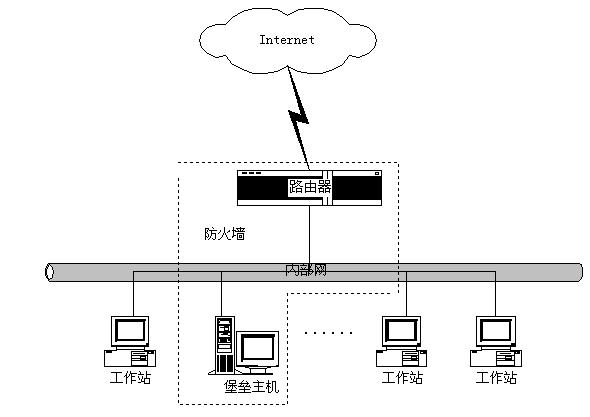 Internet
路由器
防火墙
内部网
......
工作站
堡垒主机
工作站
工作站